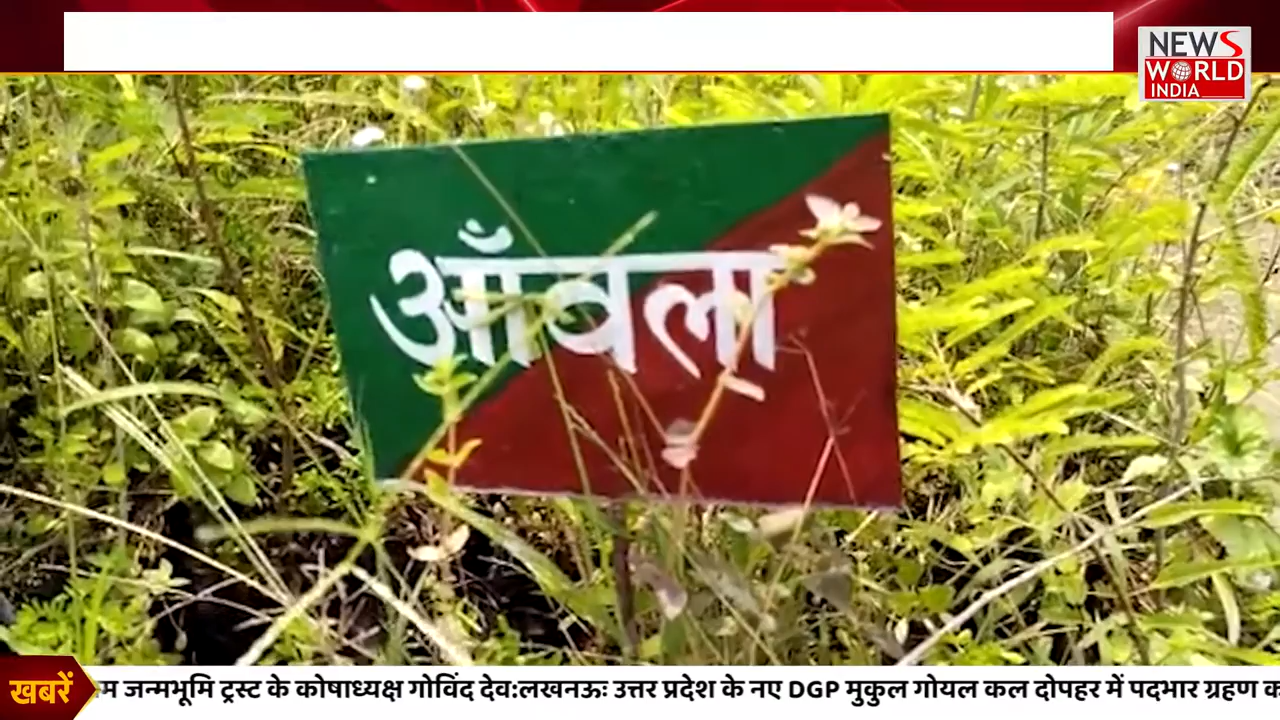 NEWS
WORLD
INDIA
आँवला
खबरें
जन्मभूमि ट्रस्ट के कोषाध्यक्ष गोविंद देव:लखनऊः उत्तर प्रदेश के नए DGP मुकुल गोयल कल दोपहर में पदभार ग्रहण